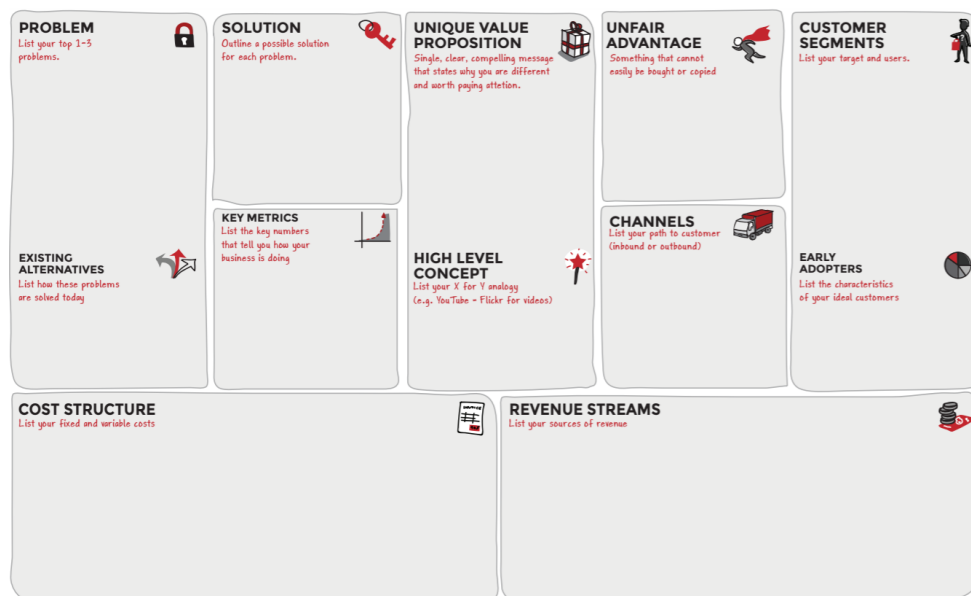 PROBLEM
List your top 1-3
problems.
EXISTING
ALTERNATIVES
List how these problems
are solved today
SOLUTION
Outline a possible solution
for each problem.
KEY METRICS
List the key numbers
that tell you how your
business is doing
UNIQUE VALUE
PROPOSITION
Single, clear, compelling message
that states why you are different
and worth paying attetion.
HIGH LEVEL
CONCEPT
List your X for Y analogy
(e.g. YouTube - Flickr for videos)
UNFAIR
ADVANTAGE
Something that cannot
easily be bought or copied
CHANNELS
List your path to customer
(inbound or outbound)
CUSTOMER
SEGMENTS
List your target and users.
EARLY
ADOPTERS
List the characteristics
of your ideal customers
COST STRUCTURE
List your fixed and variable costs
REVENUE STREAMS
List your sources of revenue